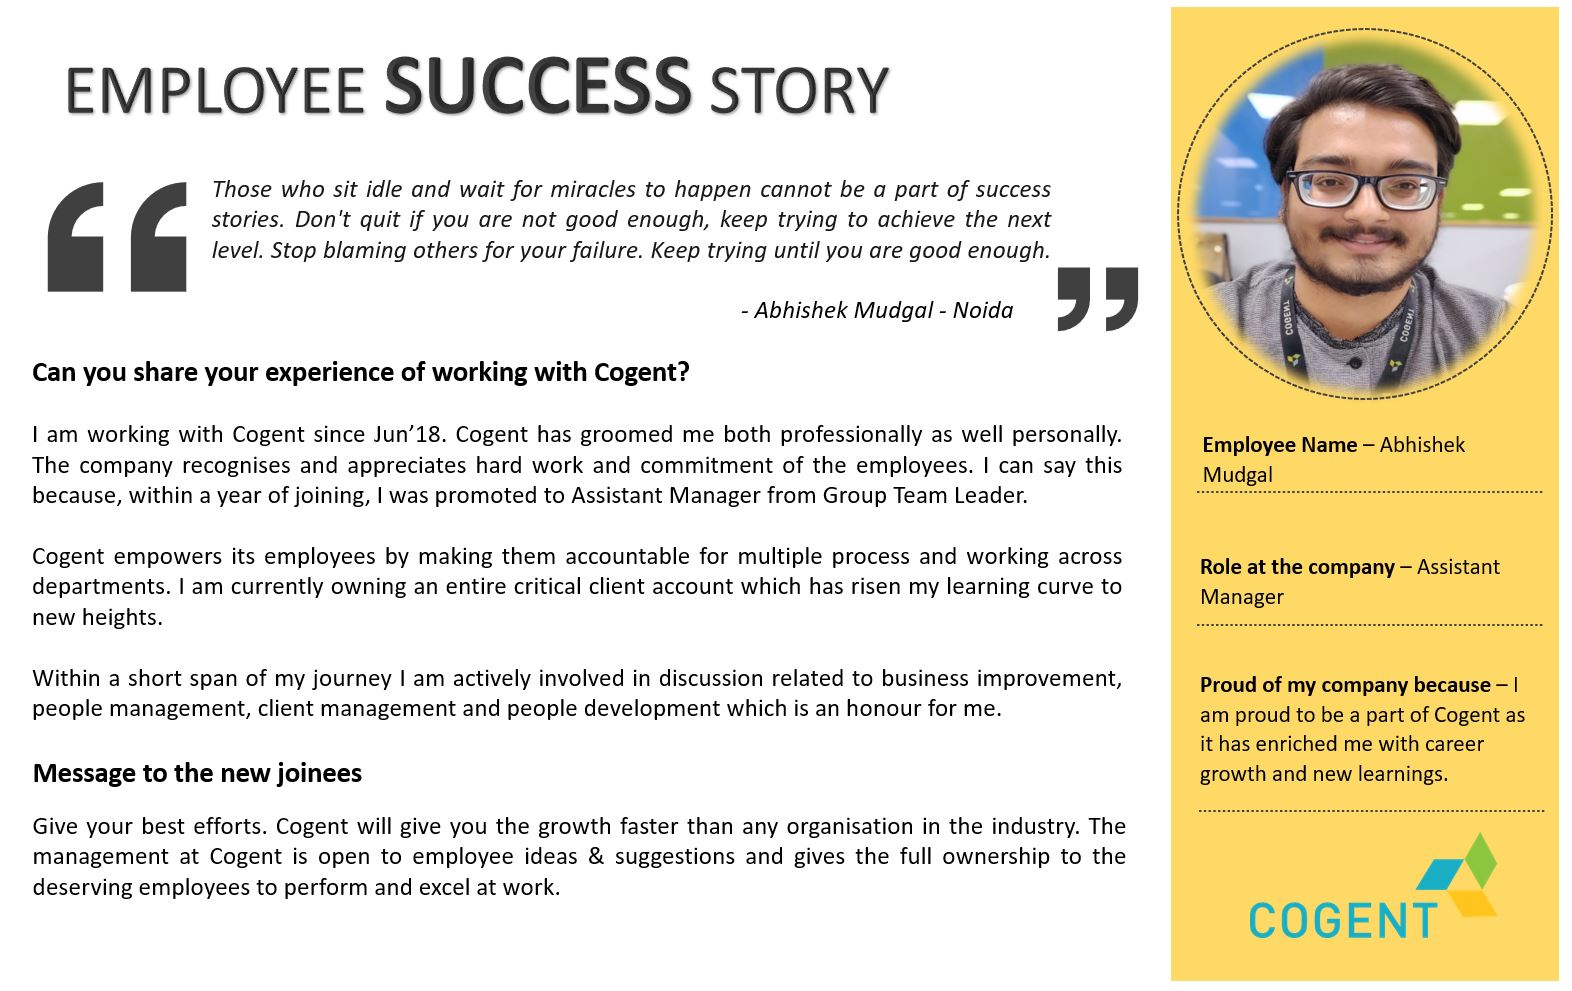 EMPLOYEE SUCCESS STORY
Those who sit idle and wait for miracles to happen cannot be a part of success
stories. Don't quit if you are not good enough, keep trying to achieve the next
level. Stop blaming others for your failure. Keep trying until you are good enough.
- Abhishek Mudgal - Noida
Can you share your experience of working with Cogent?
I am working with Cogent since Jun’18. Cogent has groomed me both professionally as well personally.
The company recognises and appreciates hard work and commitment of the employees. I can say this
because, within a year of joining, I was promoted to Assistant Manager from Group Team Leader.
Cogent empowers its employees by making them accountable for multiple process and working across
departments. I am currently owning an entire critical client account which has risen my learning curve to
new heights.
Within a short span of my journey I am actively involved in discussion related to business improvement,
people management, client management and people development which is an honour for me.
Message to the new joinees
Give your best efforts. Cogent will give you the growth faster than any organisation in the industry. The
management at Cogent is open to employee ideas & suggestions and gives the full ownership to the
deserving employees to perform and excel at work.
COGENT
COGENT
Employee Name – Abhishek
Mudgal
Role at the company – Assistant
Manager
Proud of my company because – I
am proud to be a part of Cogent as
it has enriched me with career
growth and new learnings.
COGENT